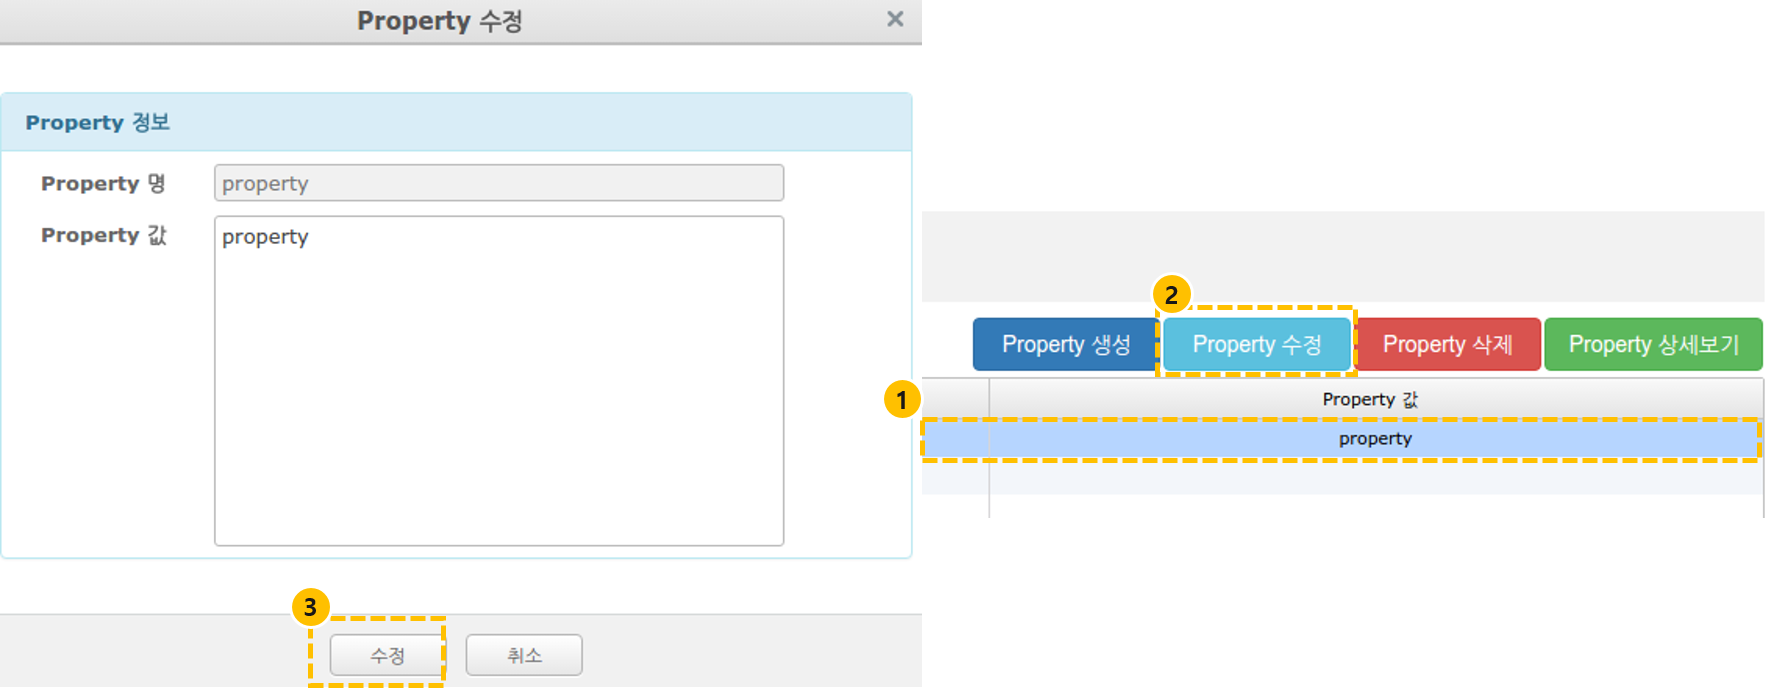 Property 수정
×
Property 정보
Property 명
property
Property 값
property
3
수정
취소
2
Property 생성
Property 수정
Property 삭제
Property 상세보기
1
Property 값
property